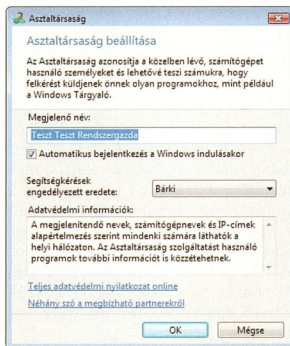 Asztaltársaság
Asztaltársaság beállítása
Az Asztaltársaság azonosítja a közelben lévő, számítógépet
használó személyeket és lehetővé teszi számukra, hogy
felkérést küldjenek önnek olyan programokhoz, mint például
a Windows Tárgyaló.
Megjelenő név:
Teszt Teszt Rendszergazda
Automatikus bejelentkezés a Windows indulásakor
Segítségkérések
engedélyezett eredete:
Bárki
Adatvédelmi információk:
A megjelenítendő nevek, számítógépnevek és IP-címek
alapértelmezés szerint mindenki számára láthatók a
helyi hálózaton. Az Asztaltársaság szolgáltatást használó
programok további információt is közzétehetnek.
Teljes adatvédelmi nyilatkozat online
Néhány szó a megbízható partnerekről
OK
Mégse